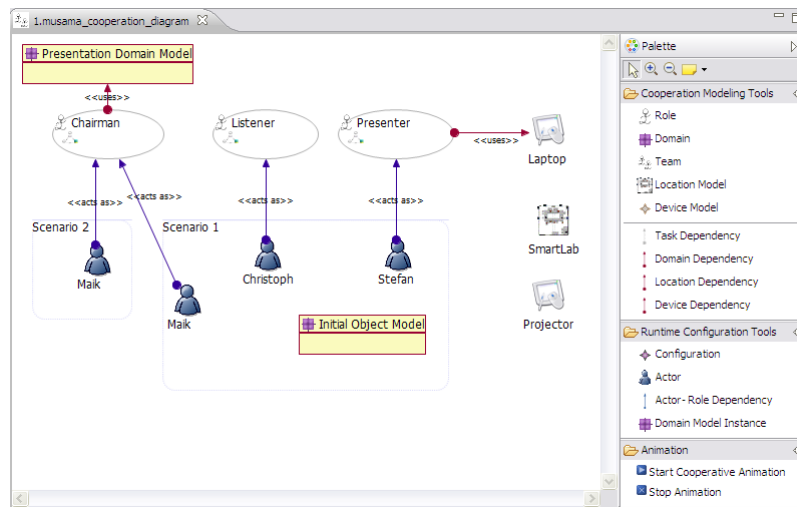 1.musama_cooperation_diagram
Presentation Domain Model
<<uses>>
Chairman
Listener
Presenter
<<uses>>
Laptop
<<acts as>>
<<acts as>>
<<acts as>>
<<acts as>>
Scenario 2
Scenario 1
SmartLab
Maik
Christoph
Stefan
Maik
Initial Object Model
Projector
Palette
Cooperation Modeling Tools
Role
Domain
Team
Location Model
Device Model
Task Dependency
Domain Dependency
Location Dependency
Device Dependency
Runtime Configuration Tools
Configuration
Actor
Actor-Role Dependency
Domain Model Instance
Animation
Start Cooperative Animation
Stop Animation